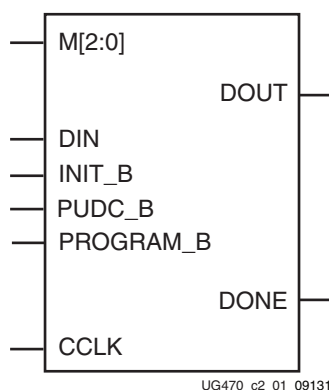 M[2:0]
DOUT
DIN
INIT_B
PUDC_B
PROGRAM_B
DONE
CCLK
UG470_c2_01_09131